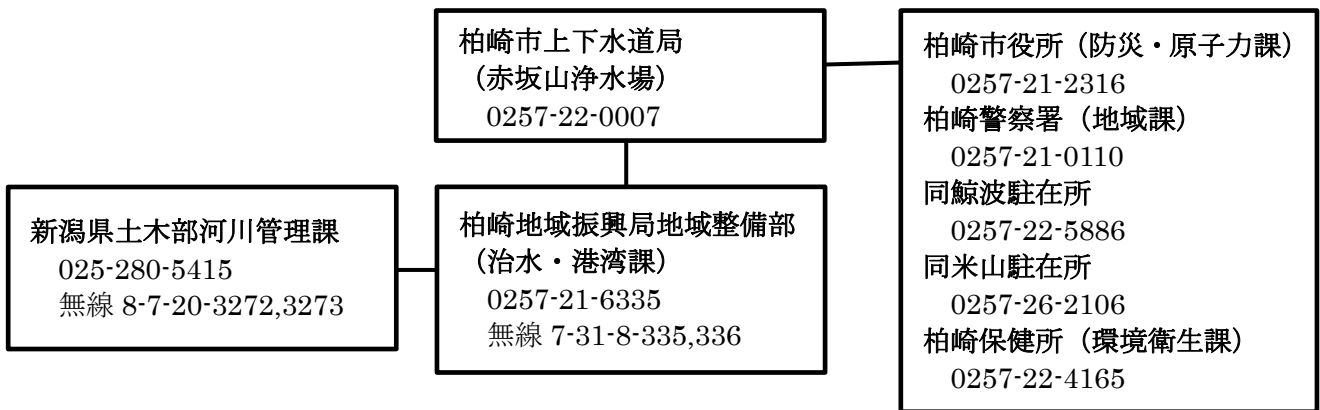 柏崎市上下水道局
（赤坂山浄水場）
0257-22-0007
柏崎市役所（防災・原子力課）
0257-21-2316
柏崎警察署（地域課）
0257-21-0110
同鯨波駐在所
0257-22-5886
同米山駐在所
0257-26-2106
柏崎保健所（環境衛生課）
0257-22-4165
新潟県土木部河川管理課
025-280-5415
無線 8-7-20-3272,3273
柏崎地域振興局地域整備部
（治水・港湾課）
0257-21-6335
無線 7-31-8-335,336